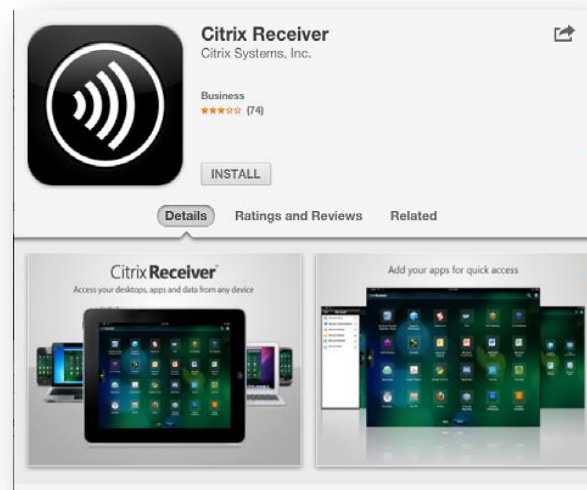 Citrix Receiver
Citrix Systems, Inc.
Business
(74)
INSTALL
Details Ratings and Reviews Related
Citrix Receiver
Access your desktops, apps and data from any device
Add your apps for quick access